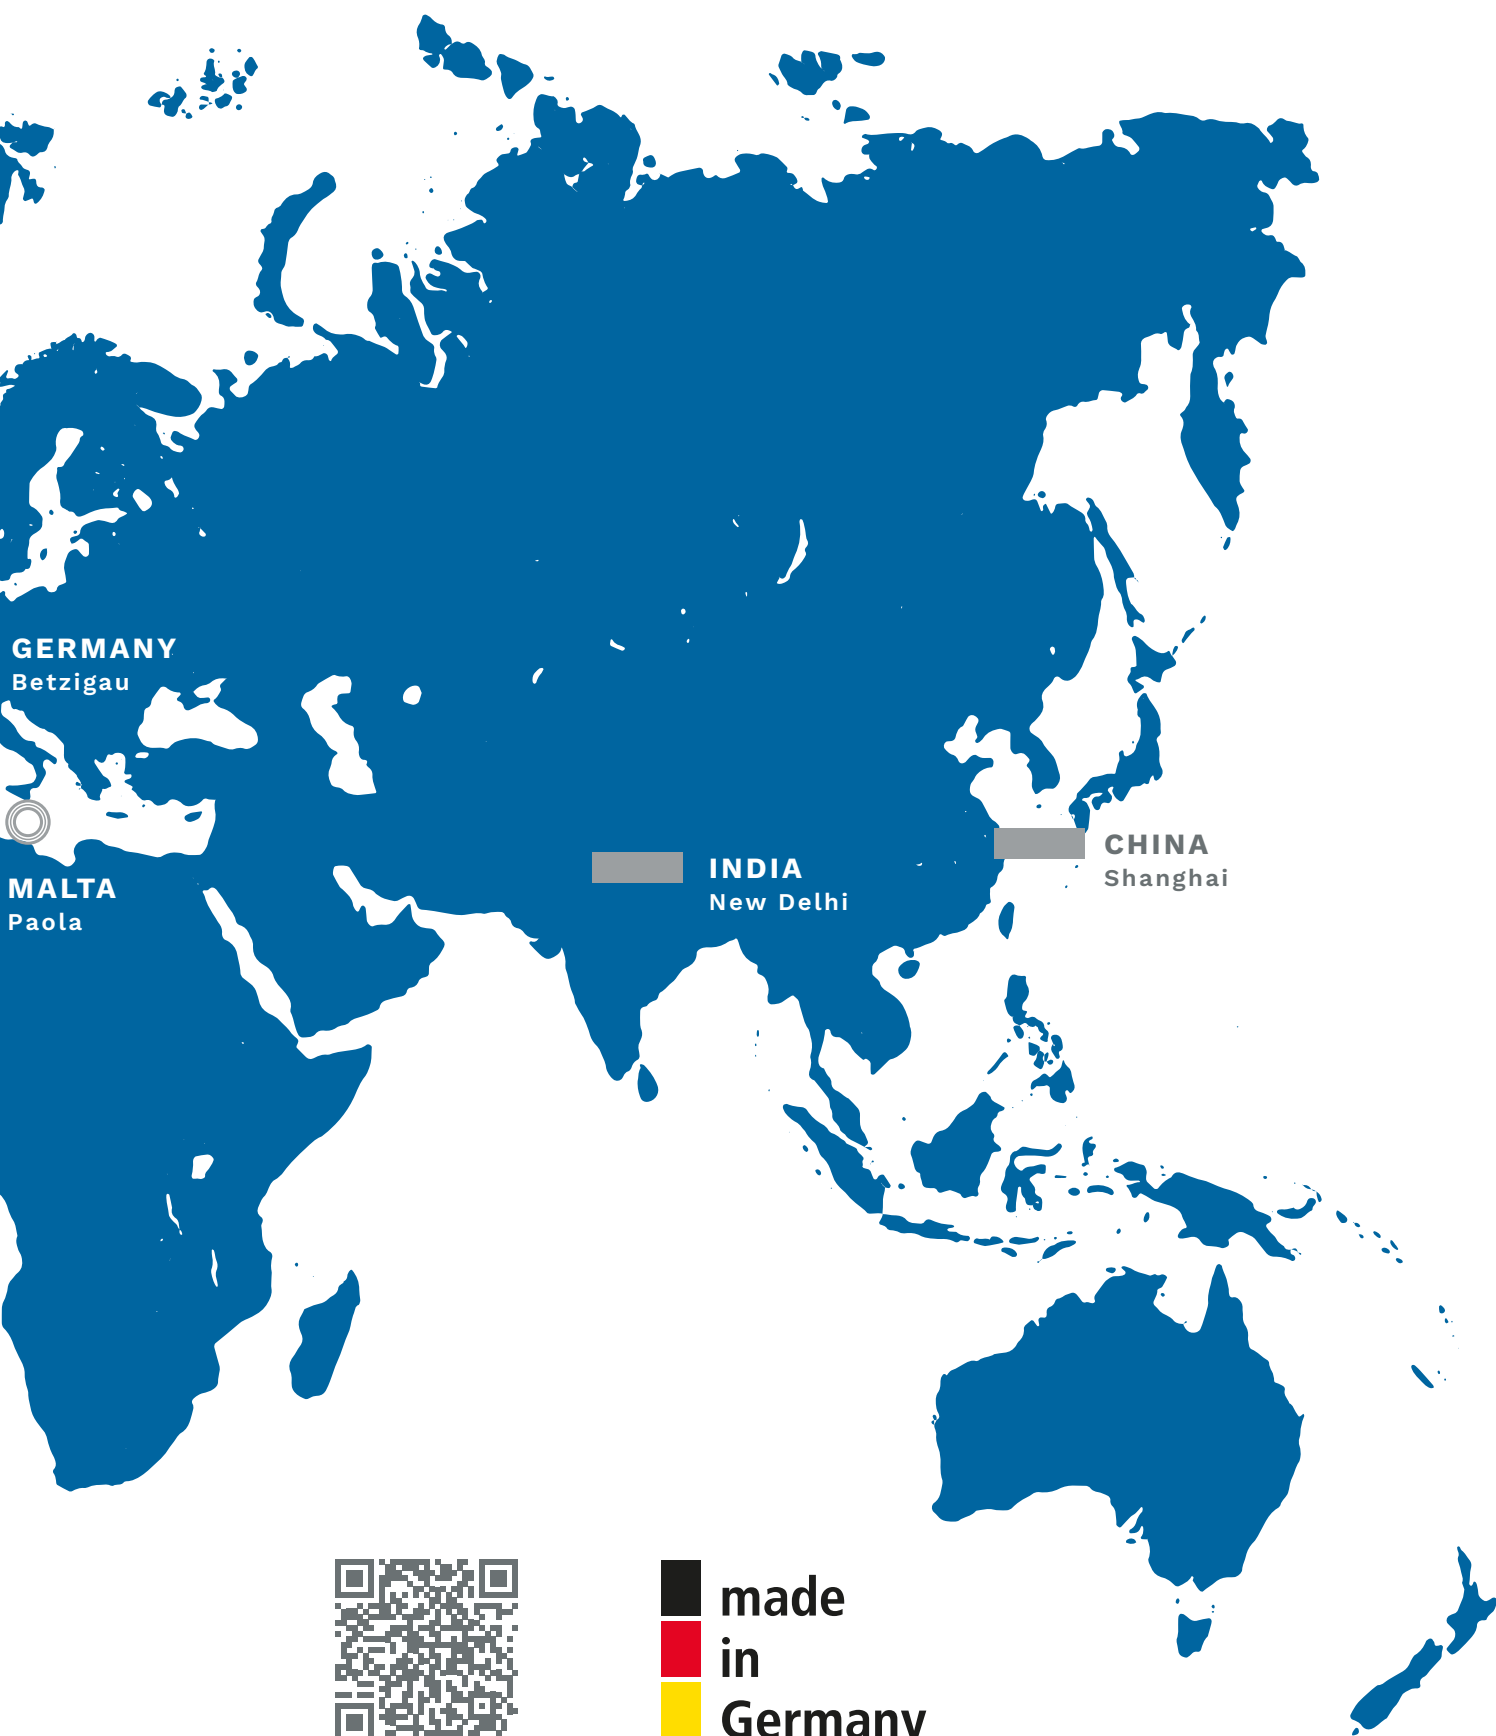 GERMANY
Betzigau
MALTA
Paola
INDIA
New Delhi
CHINA
Shanghai
made
in
Germany